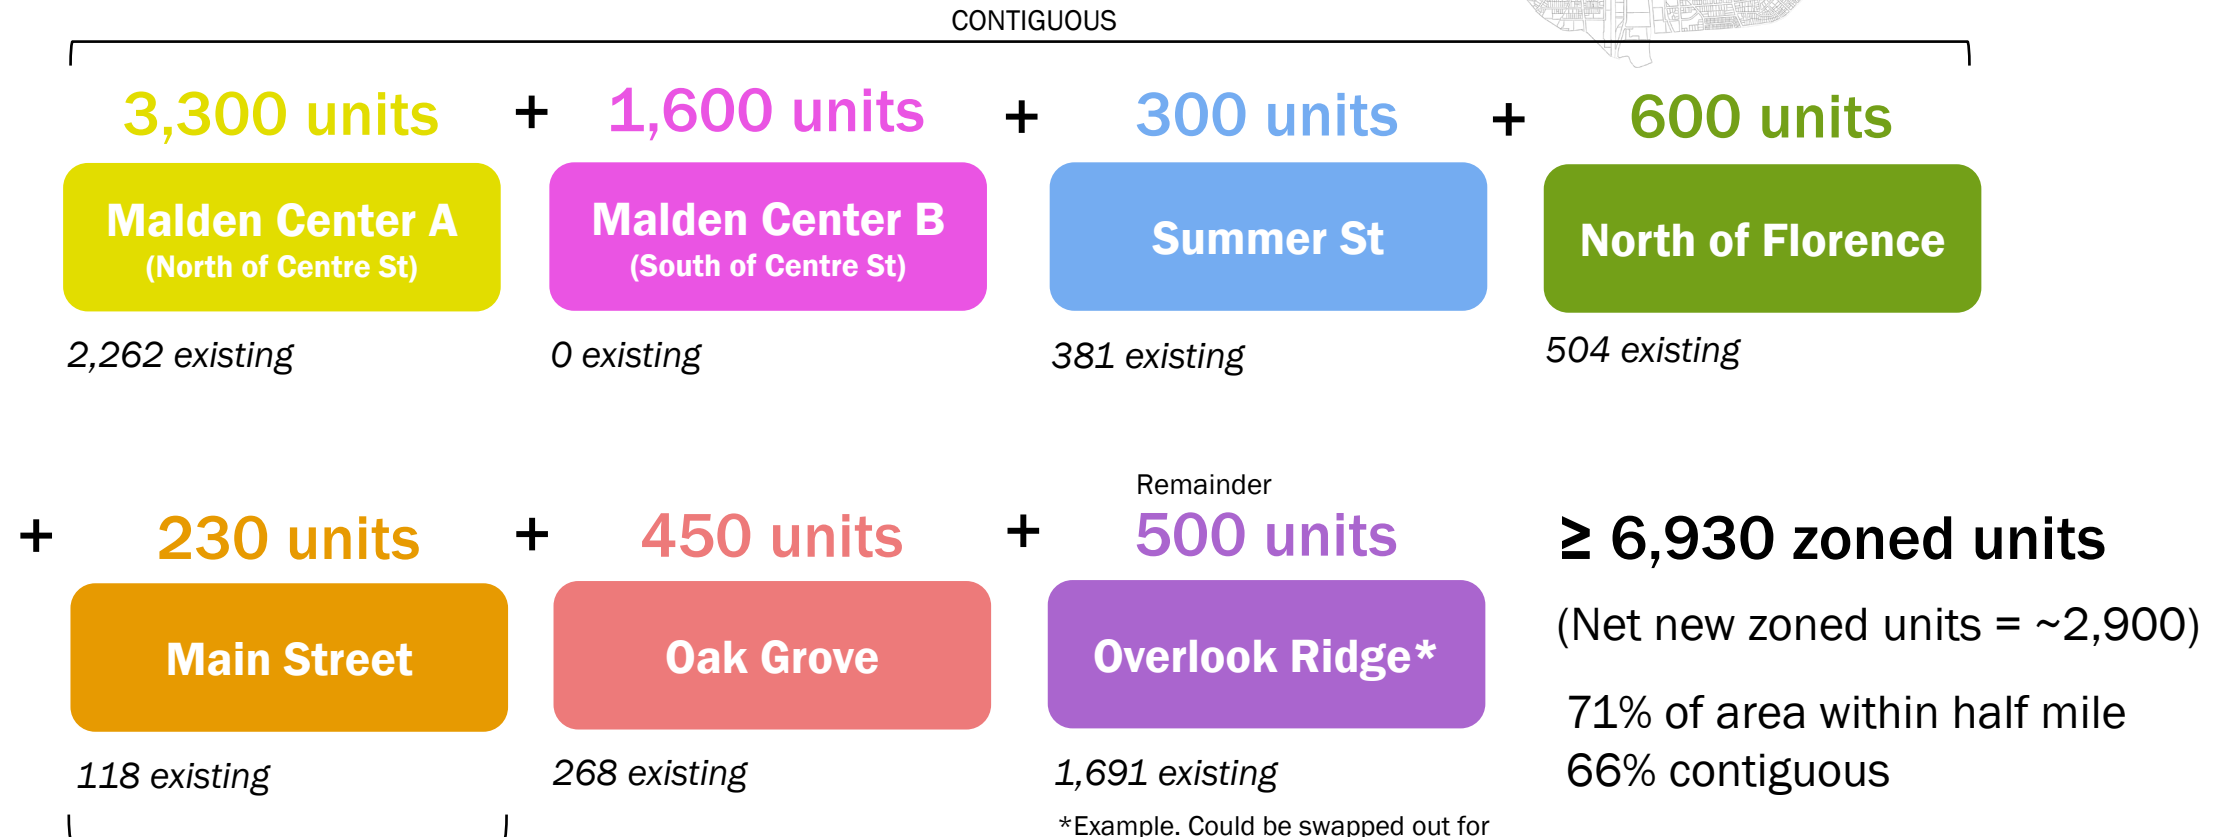 CONTIGUOUS
3,300 units + 1,600 units + 300 units + 600 units
Malden Center A
(North of Centre St)
Malden Center B
(South of Centre St)
Summer St
North of Florence
2,262 existing
0 existing
381 existing
504 existing
Remainder
+ 230 units + 450 units + 500 units
≥ 6,930 zoned units
Main Street
Oak Grove
Overlook Ridge*
(Net new zoned units = ~2,900)
71% of area within half mile
66% contiguous
118 existing
268 existing
1,691 existing
*Example. Could be swapped out for